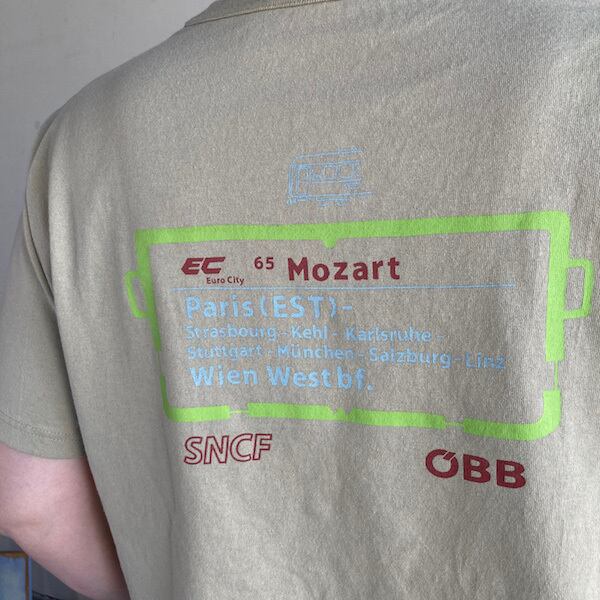 EC 65 Mozart
Euro City
Paris (EST)-
Strasbourg - Kehl - Karlsruhe -
Stuttgart - München - Salzburg - Linz
Wien Westbf.
SNCF ÖBB